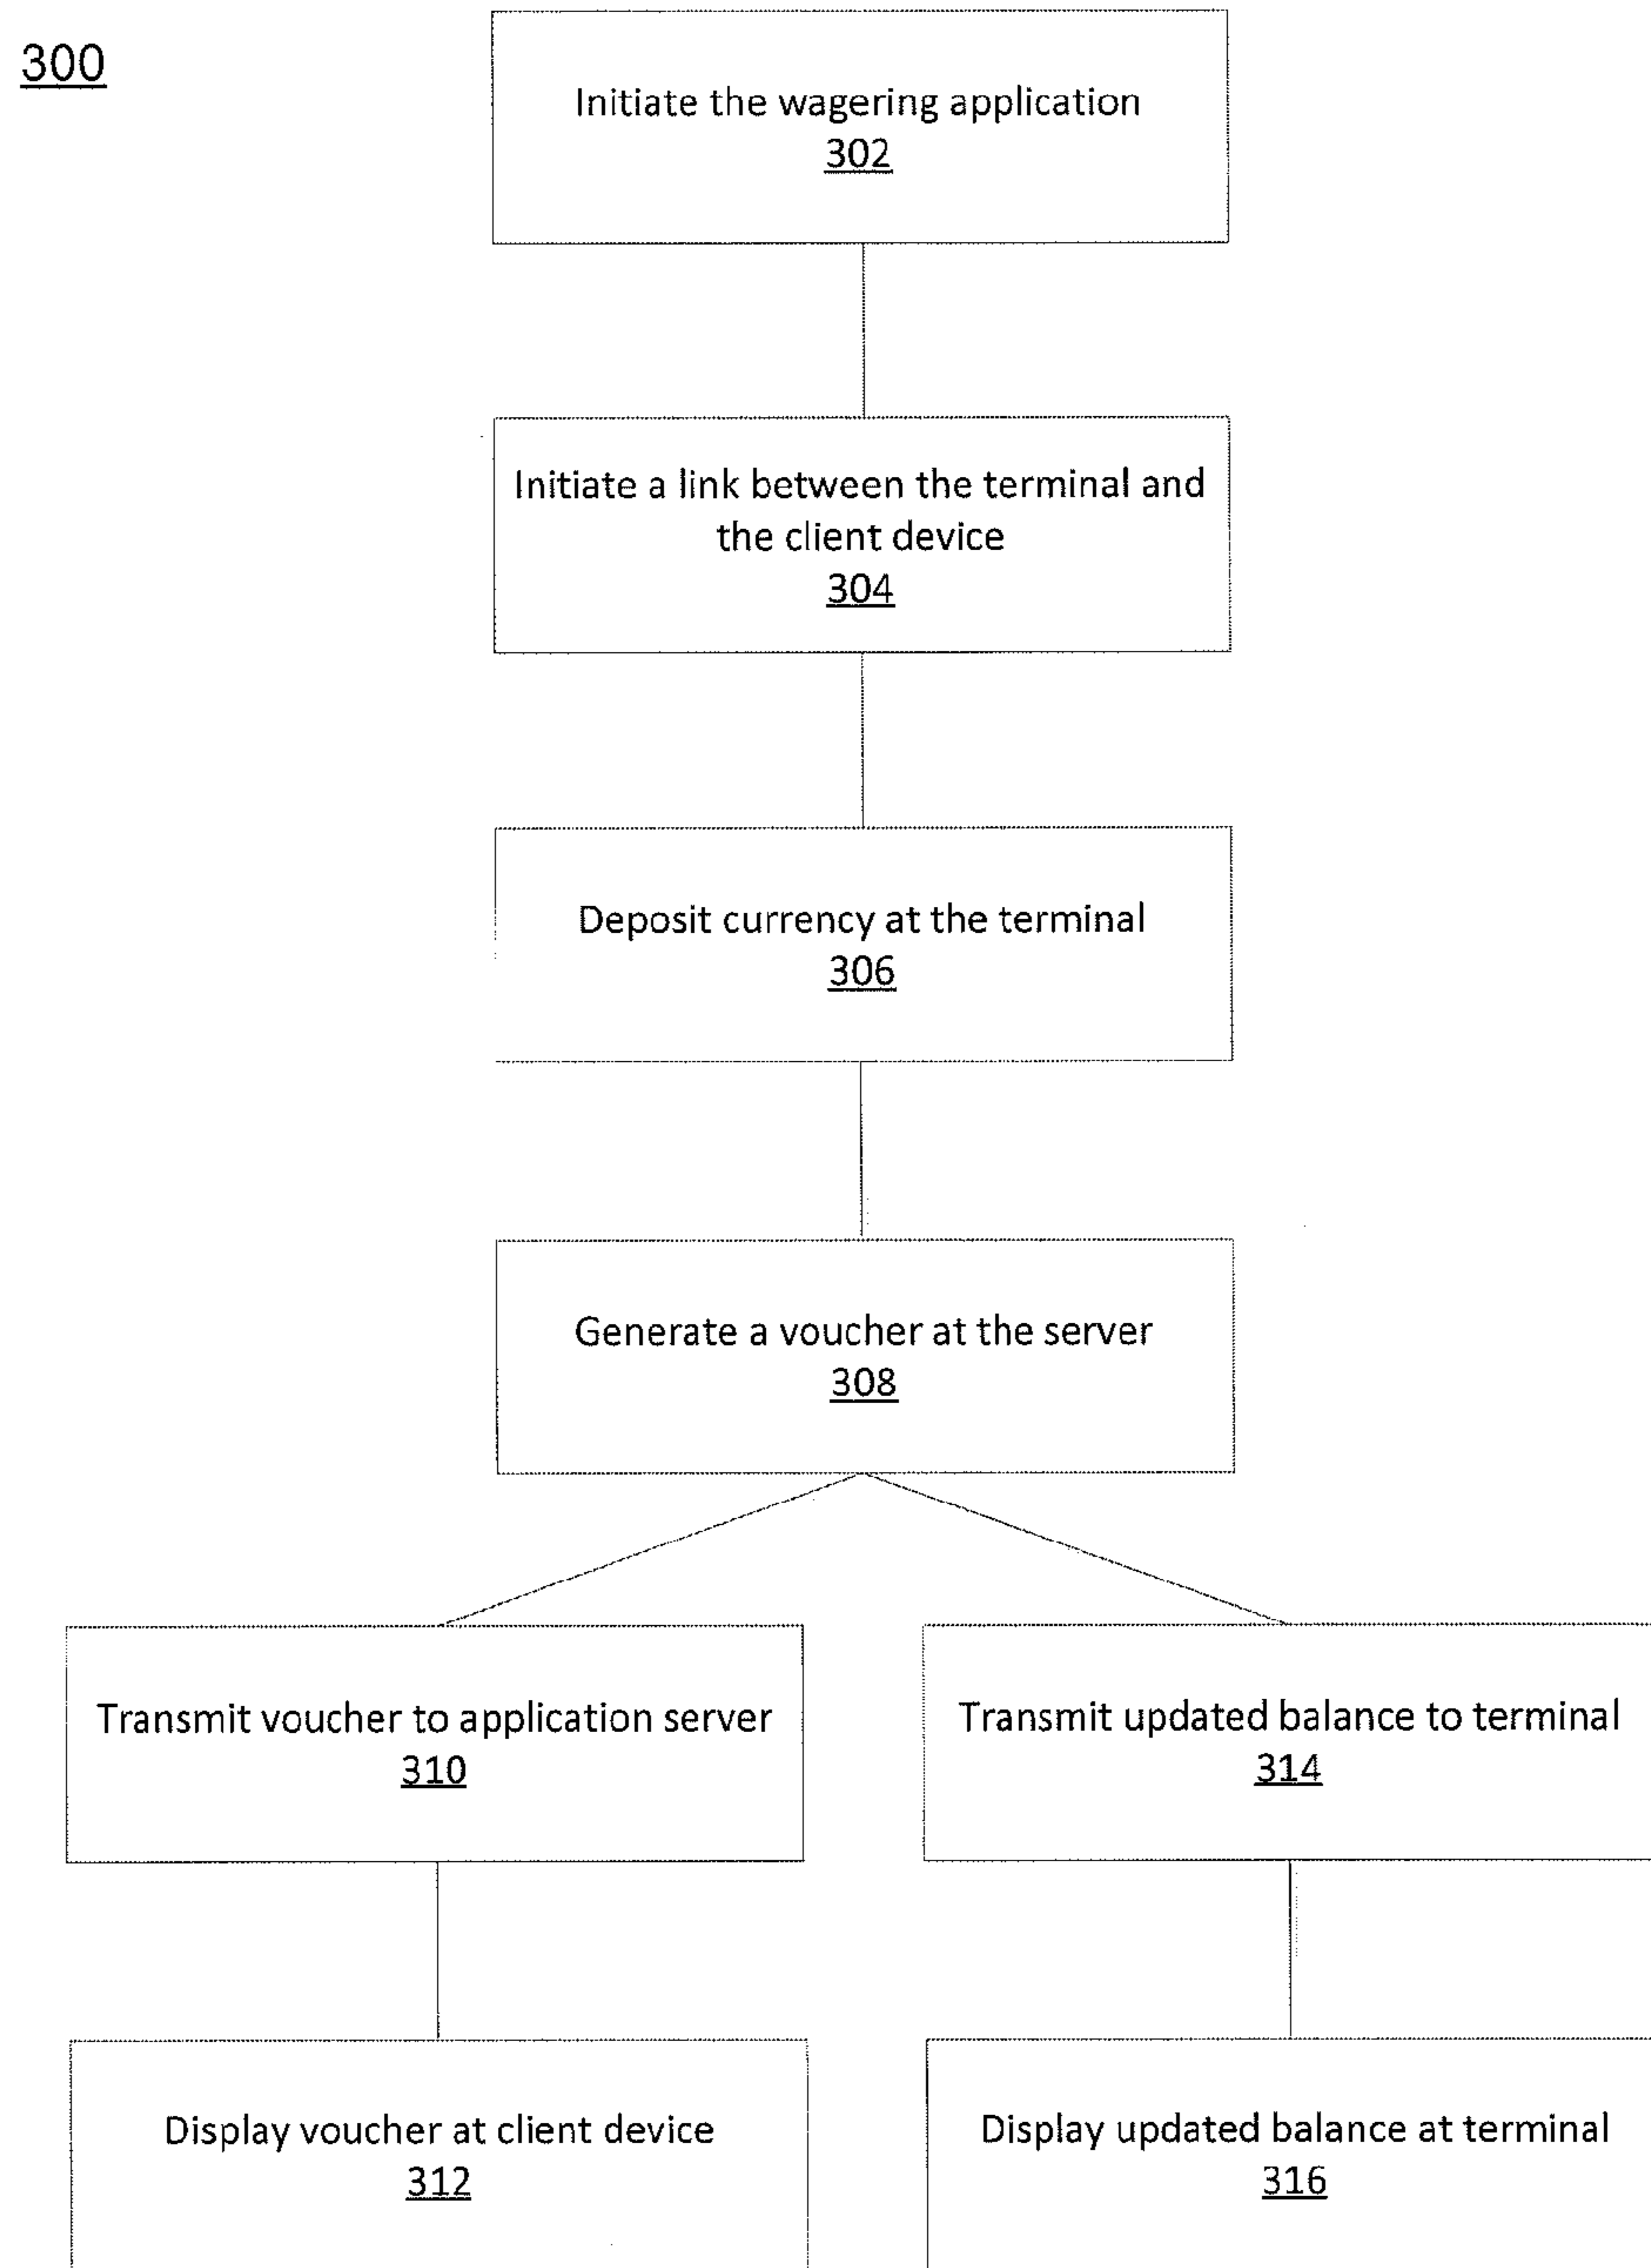 300
Initiate the wagering application
302
Initiate a link between the terminal and
the client device
304
Deposit currency at the terminal
306
Generate a voucher at the server
308
Transmit voucher to application server
310
Transmit updated balance to terminal
314
Display voucher at client device
312
Display updated balance at terminal
316